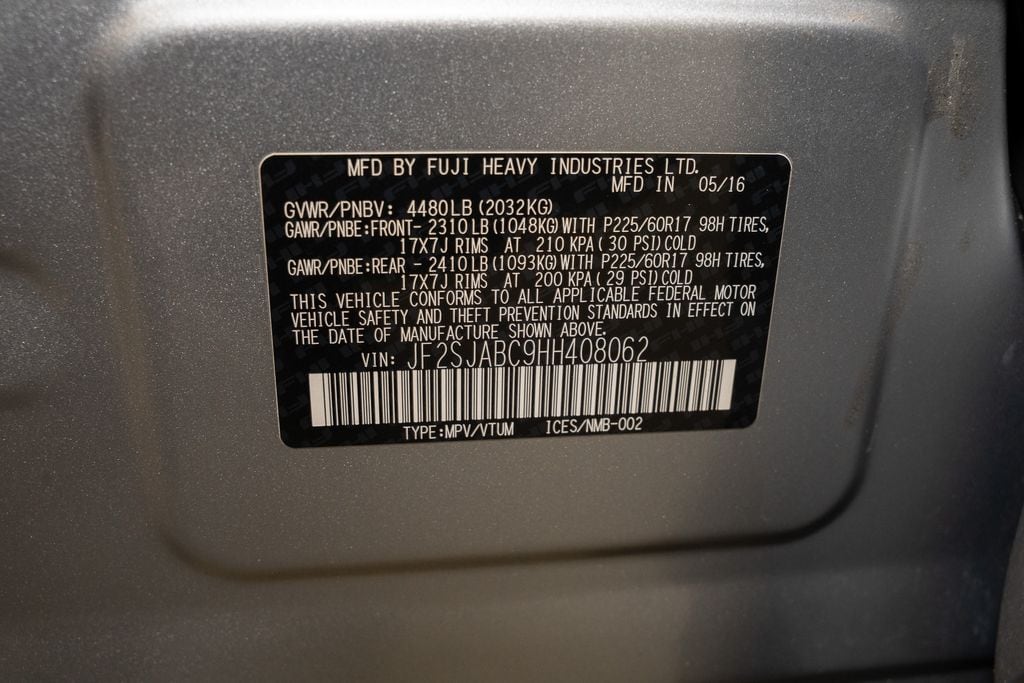 MFD BY FUJI HEAVY INDUSTRIES LTD.
MFD IN 05/16
GVWR/PNBV: 4480LB(2032KG)
GAWR/PNBE:FRONT- 2310LB(1048KG)WITH P225/60R17 98H TIRES,
17X7J RIMS AT 210 KPA( 30 PSI)COLD
GAWR/PNBE:REAR - 2410LB(1093KG)WITH P225/60R17 98H TIRES,
17X7J RIMS AT 200 KPA( 29 PSI)COLD
THIS VEHICLE CONFORMS TO ALL APPLICABLE FEDERAL MOTOR
VEHICLE SAFETY AND THEFT PREVENTION STANDARDS IN EFFECT ON
THE DATE OF MANUFACTURE SHOWN ABOVE.
VIN: JF2SJABC9HH408062
TYPE:MPV/VTUM ICES/NMB-002